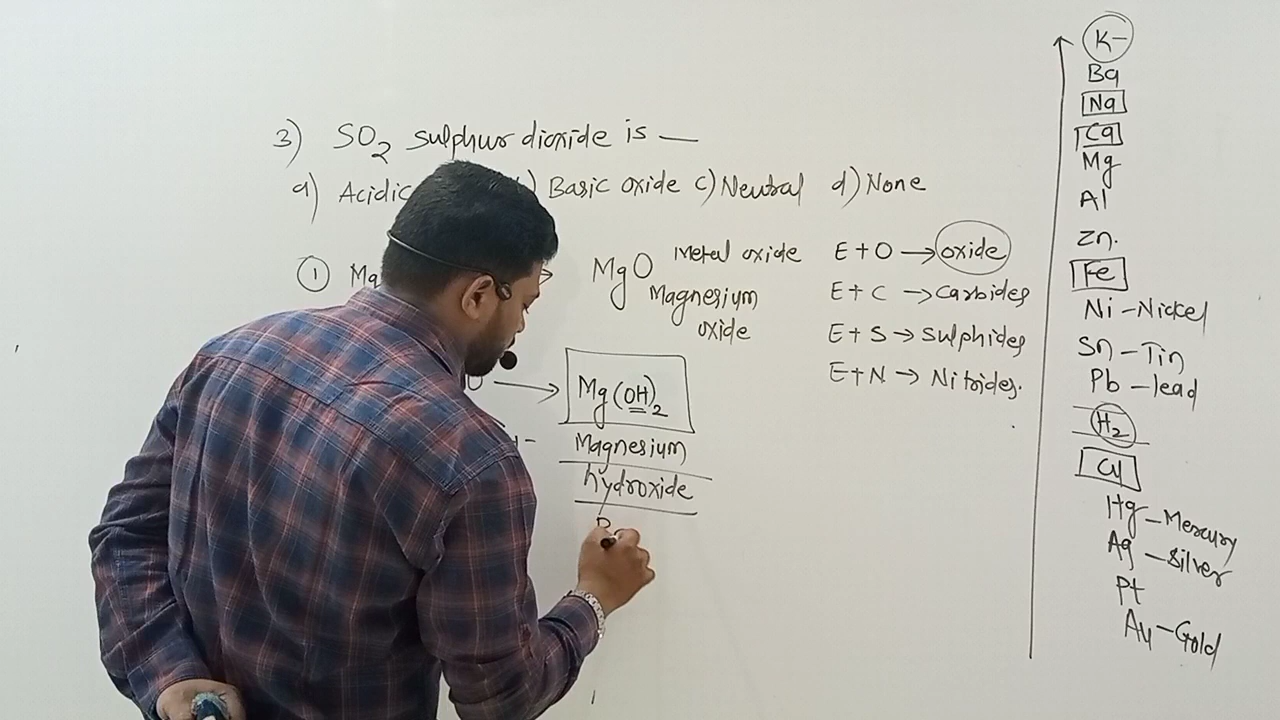 3) SO2 sulphur dioxide is —
a) Acidic b) Basic oxide c) Neutral d) None
① Mg → MgO Metal oxide
Magnesium
oxide
E + O → oxide
E + C → Carbides
E + S → Sulphides
E + N → Nitrides.
→ Mg(OH)2
Magnesium
hydroxide
K
Ba
Na
Ca
Mg
Al
Zn.
Fe
Ni - Nickel
Sn - Tin
Pb - lead
H2
Cu
Hg - Mercury
Ag - Silver
Pt
Au - Gold